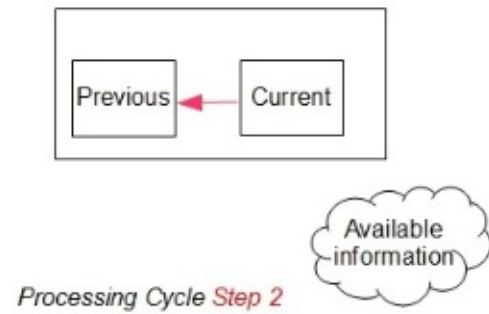 Previous
Current
Available
information
Processing Cycle Step 2